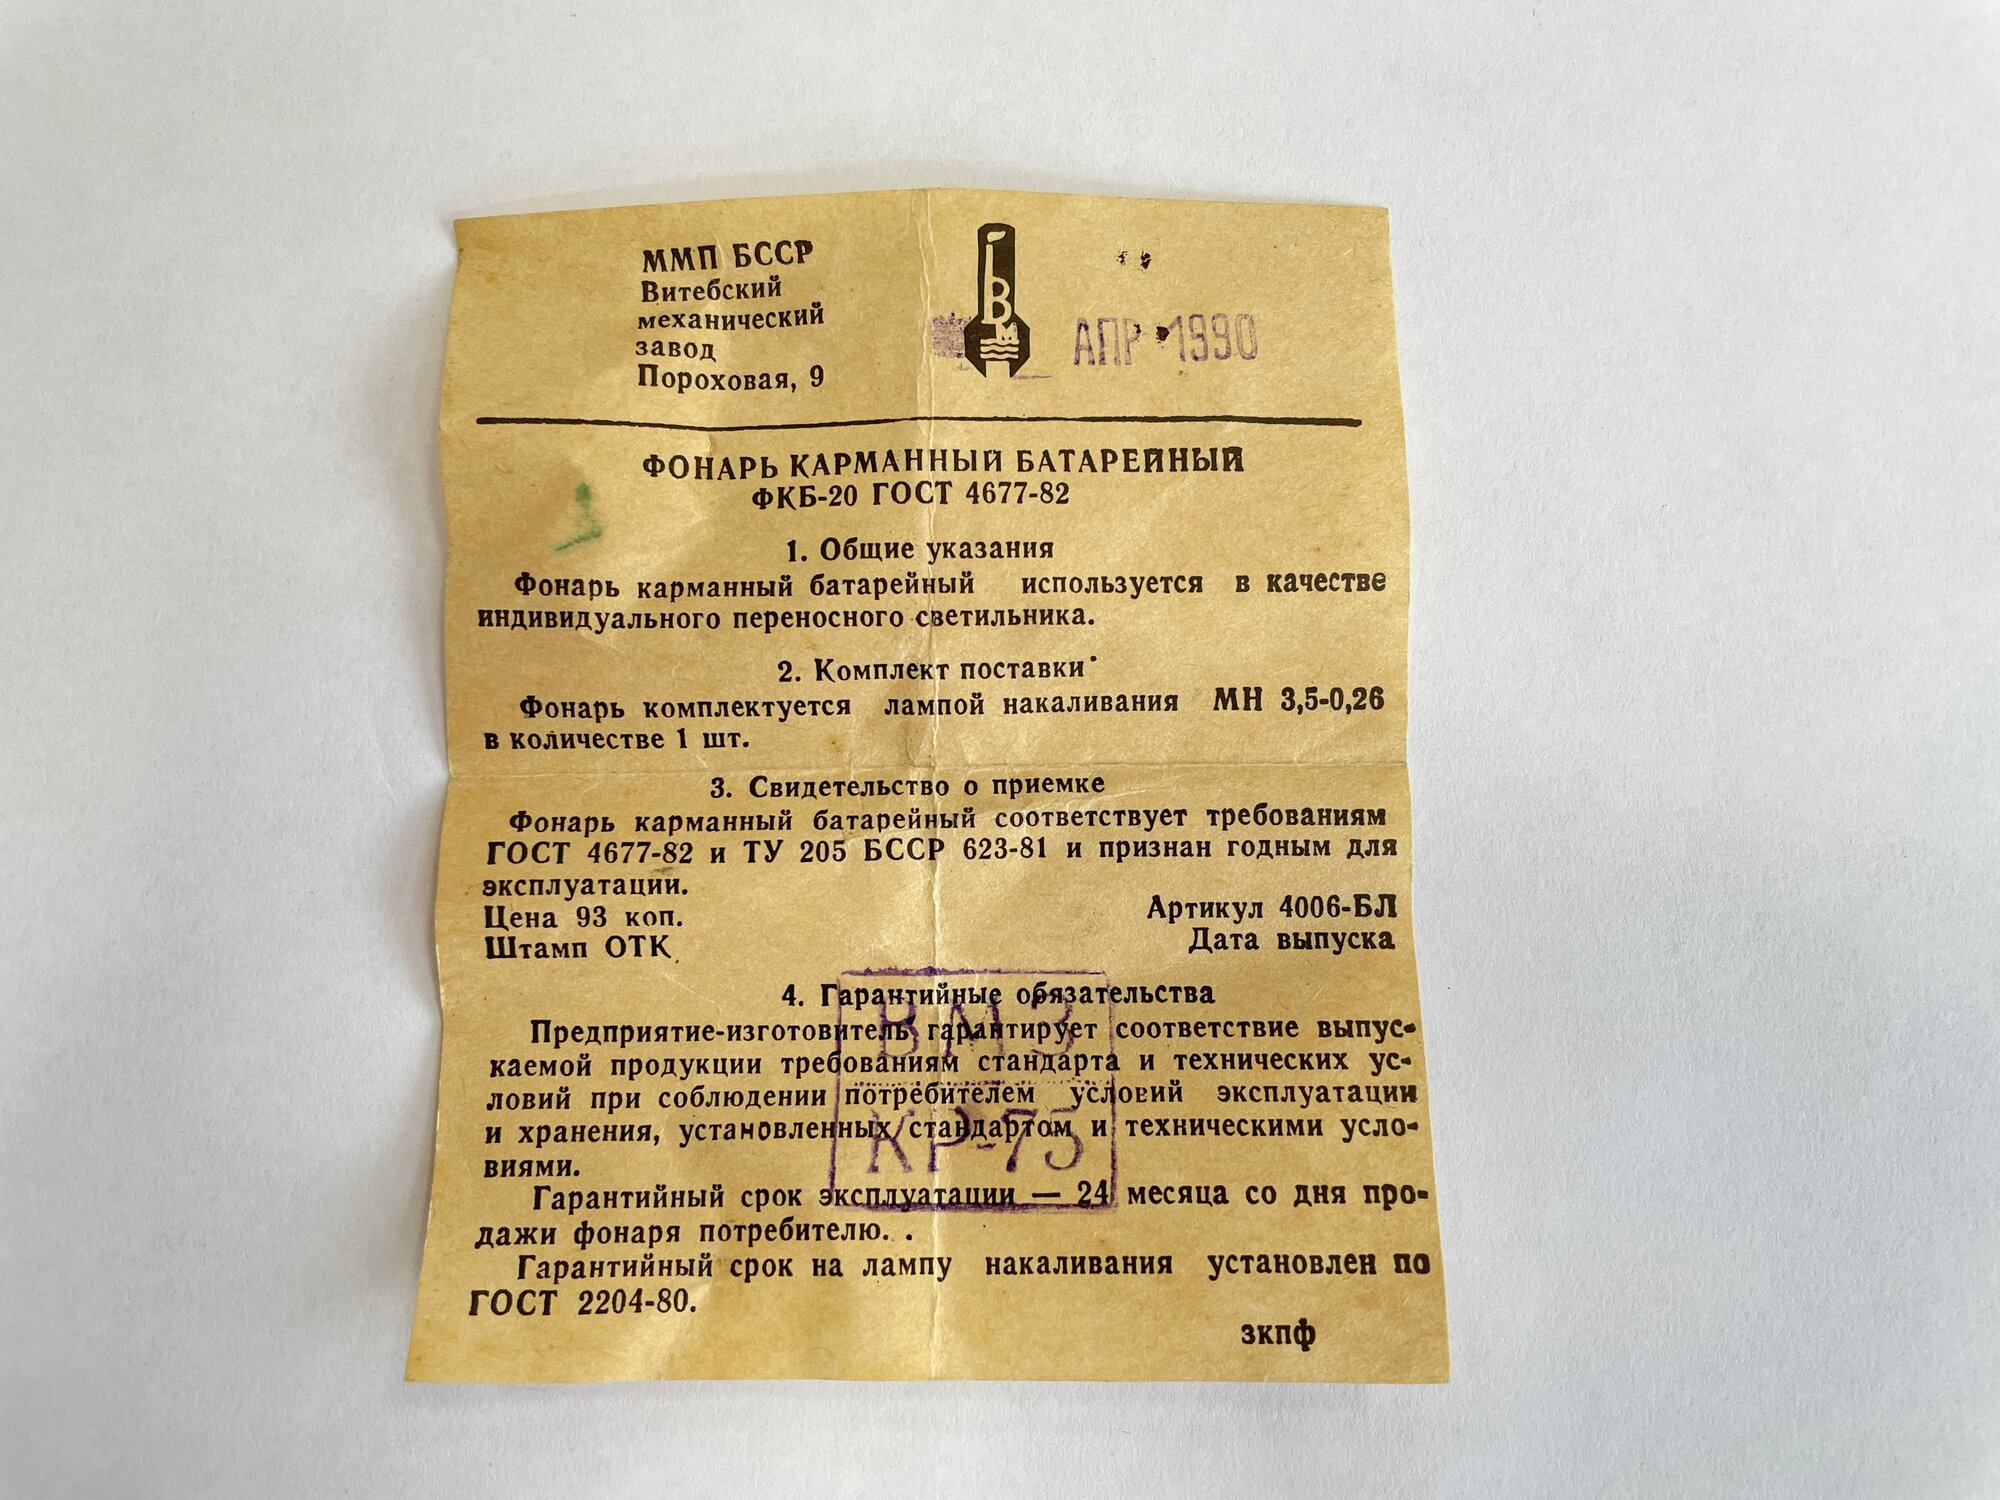 ММП БССР
Витебский
механический
завод
Пороховая, 9
В
М
АПР 1990
ФОНАРЬ КАРМАННЫЙ БАТАРЕЙНЫЙ
ФКБ-20 ГОСТ 4677-82
1. Общие указания
Фонарь карманный батарейный используется в качестве
индивидуального переносного светильника.
2. Комплект поставки
Фонарь комплектуется лампой накаливания МН 3,5-0,26
в количестве 1 шт.
3. Свидетельство о приемке
Фонарь карманный батарейный соответствует требованиям
ГОСТ 4677-82 и ТУ 205 БССР 623-81 и признан годным для
эксплуатации.
Цена 93 коп.
Артикул 4006-БЛ
Штамп ОТК
Дата выпуска
4. Гарантийные обязательства
Предприятие-изготовитель гарантирует соответствие выпус-
каемой продукции требованиям стандарта и технических ус-
ловий при соблюдении потребителем условий эксплуатации
и хранения, установленных стандартом и техническими усло-
виями.
Гарантийный срок эксплуатации — 24 месяца со дня про-
дажи фонаря потребителю. .
Гарантийный срок на лампу накаливания установлен по
ГОСТ 2204-80.
зкпф
ВМЗ
КР-75